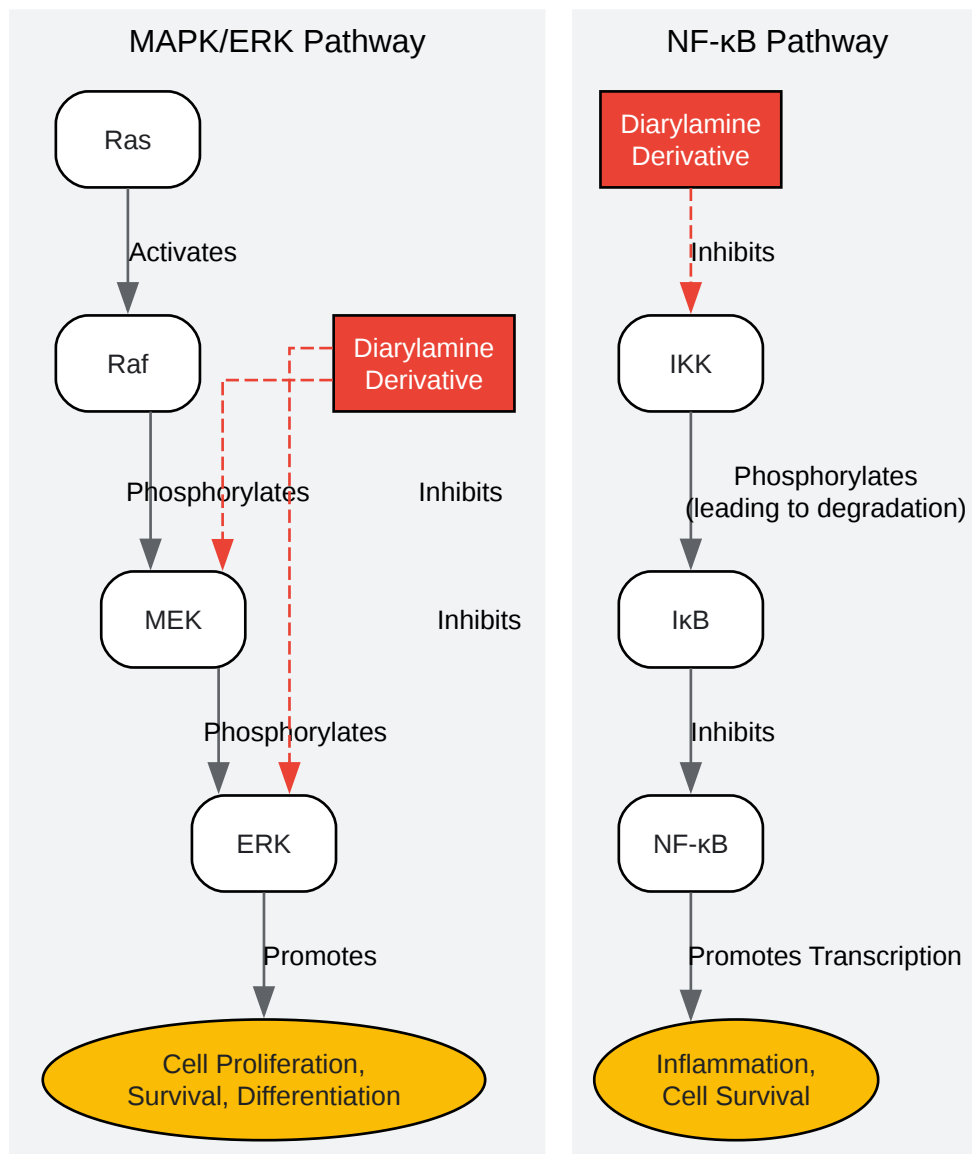 MAPK/ERK Pathway
Ras
Activates
Raf
Diarylamine
Derivative
Phosphorylates
Inhibits
MEK
Inhibits
Phosphorylates
ERK
Promotes
Cell Proliferation,
Survival, Differentiation
NF-κB Pathway
Diarylamine
Derivative
Inhibits
IKK
Phosphorylates
(leading to degradation)
IκB
Inhibits
NF-κB
Promotes Transcription
Inflammation,
Cell Survival